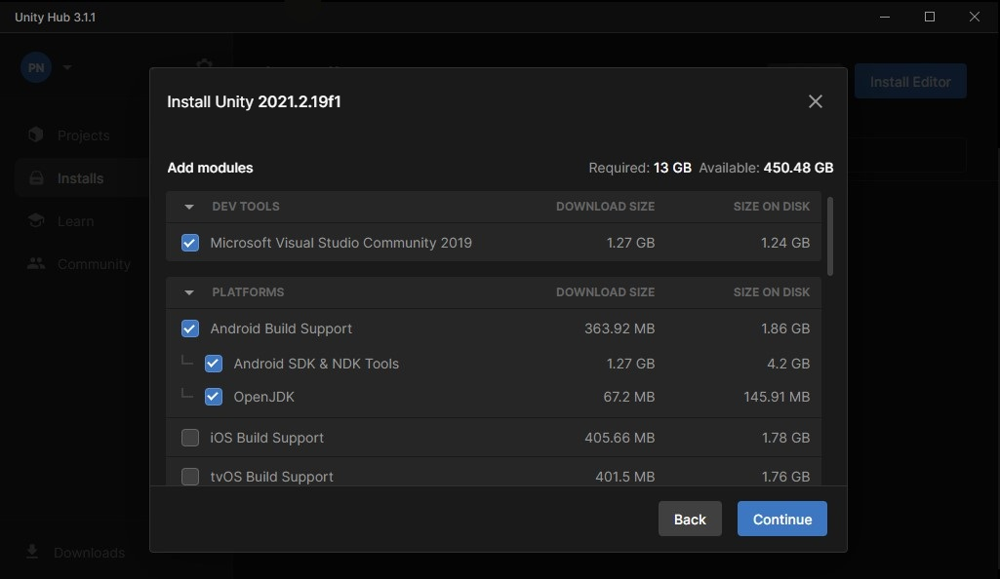 Unity Hub 3.1.1
PN
Install Editor
Projects
Installs
Learn
Community
Downloads
Install Unity 2021.2.19f1
Add modules
Required: 13 GB Available: 450.48 GB
DEV TOOLS DOWNLOAD SIZE SIZE ON DISK
Microsoft Visual Studio Community 2019 1.27 GB 1.24 GB
PLATFORMS DOWNLOAD SIZE SIZE ON DISK
Android Build Support 363.92 MB 1.86 GB
Android SDK & NDK Tools 1.27 GB 4.2 GB
OpenJDK 67.2 MB 145.91 MB
iOS Build Support 405.66 MB 1.78 GB
tvOS Build Support 401.5 MB 1.76 GB
Back Continue